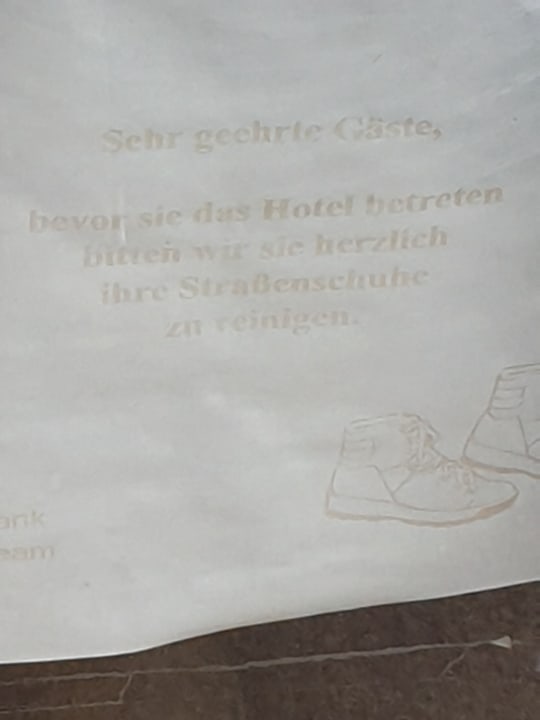 Sehr geehrte Gäste,
bevor sie das Hotel betreten
bitten wir sie herzlich
ihre Straßenschuhe
zu reinigen.
ank
eam